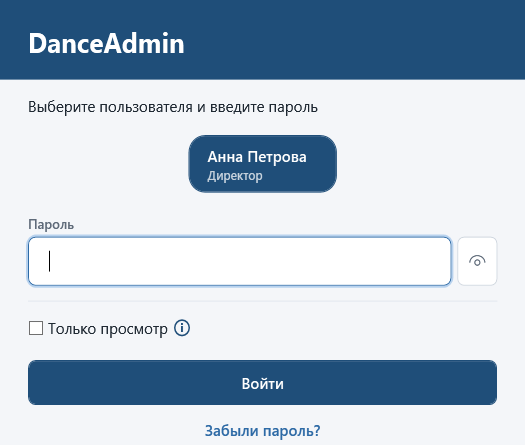 DanceAdmin
Выберите пользователя и введите пароль
Анна Петрова
Директор
Пароль
Только просмотр
Войти
Забыли пароль?